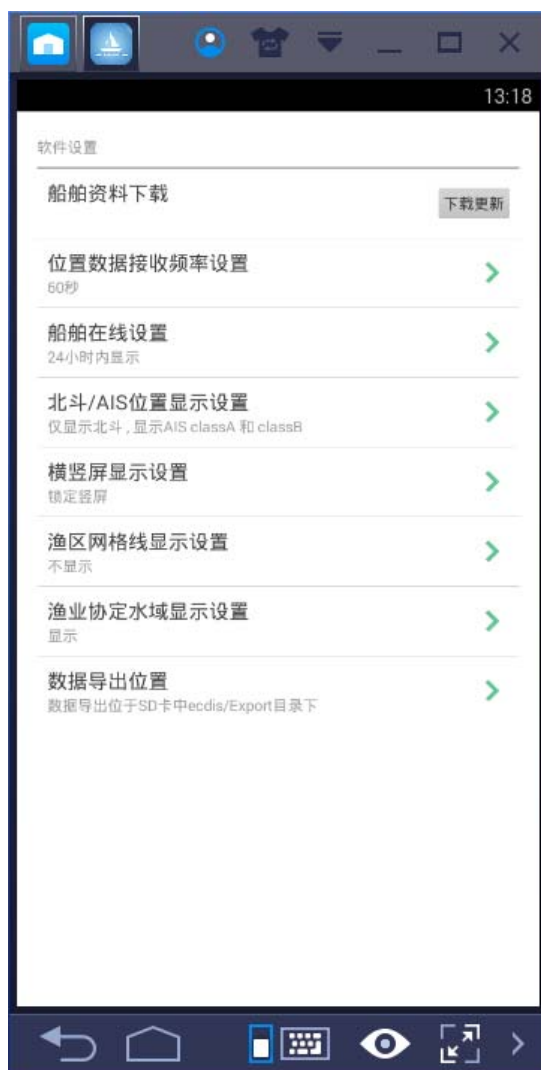 13:18
软件设置
船舶资料下载
下载更新
位置数据接收频率设置
60秒
船舶在线设置
24小时内显示
北斗/AIS位置显示设置
仅显示北斗,显示AIS classA 和 classB
横竖屏显示设置
锁定竖屏
渔区网格线显示设置
不显示
渔业协定水域显示设置
显示
数据导出位置
数据导出位于SD卡中ecdis/Export目录下